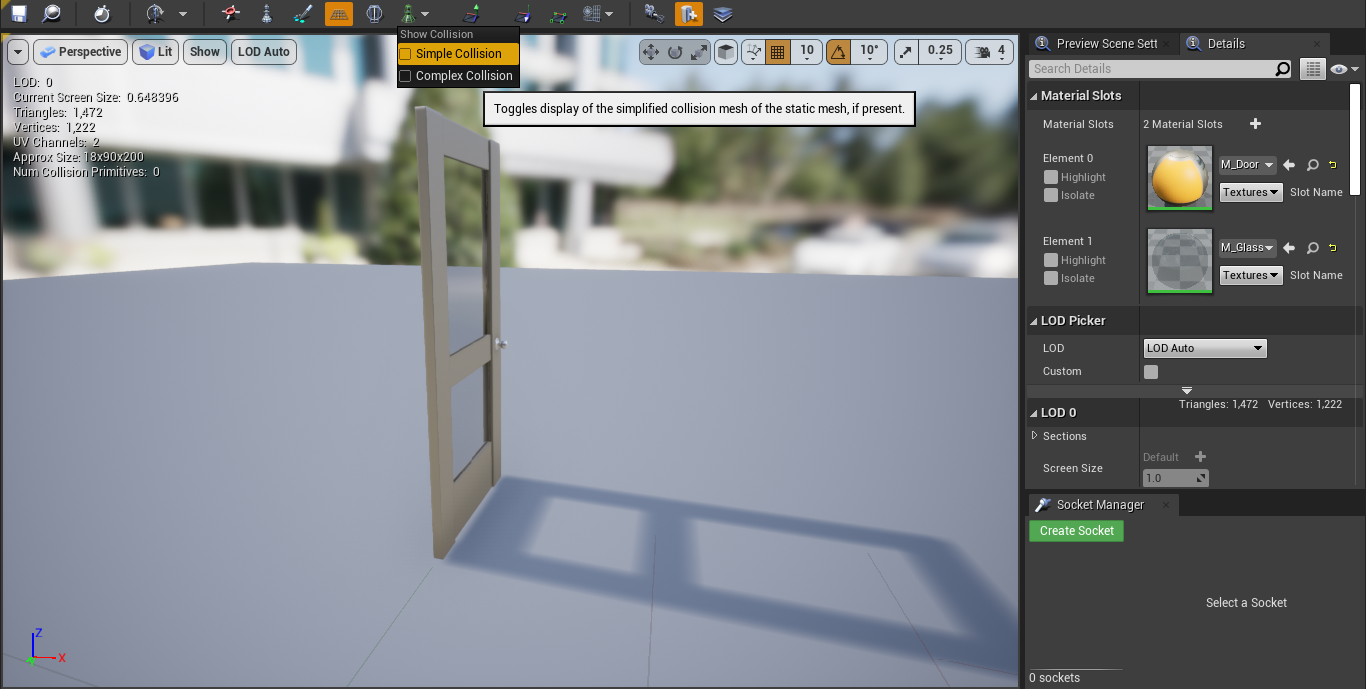 Show Collision
Simple Collision
Complex Collision
Toggles display of the simplified collision mesh of the static mesh, if present.
Perspective
Lit
Show
LOD Auto
10
10°
0.25
4
LOD: 0
Current Screen Size: 0.648396
Triangles: 1,472
Vertices: 1,222
UV Channels: 2
Approx Size: 18x90x200
Num Collision Primitives: 0
Z
X
Preview Scene Sett
Details
Search Details
Material Slots
Material Slots
2 Material Slots
Element 0
Highlight
Isolate
M_Door
Textures
Slot Name
Element 1
Highlight
Isolate
M_Glass
Textures
Slot Name
LOD Picker
LOD
LOD Auto
Custom
LOD 0
Triangles: 1,472 Vertices: 1,222
Sections
Screen Size
Default
1.0
Socket Manager
Create Socket
Select a Socket
0 sockets